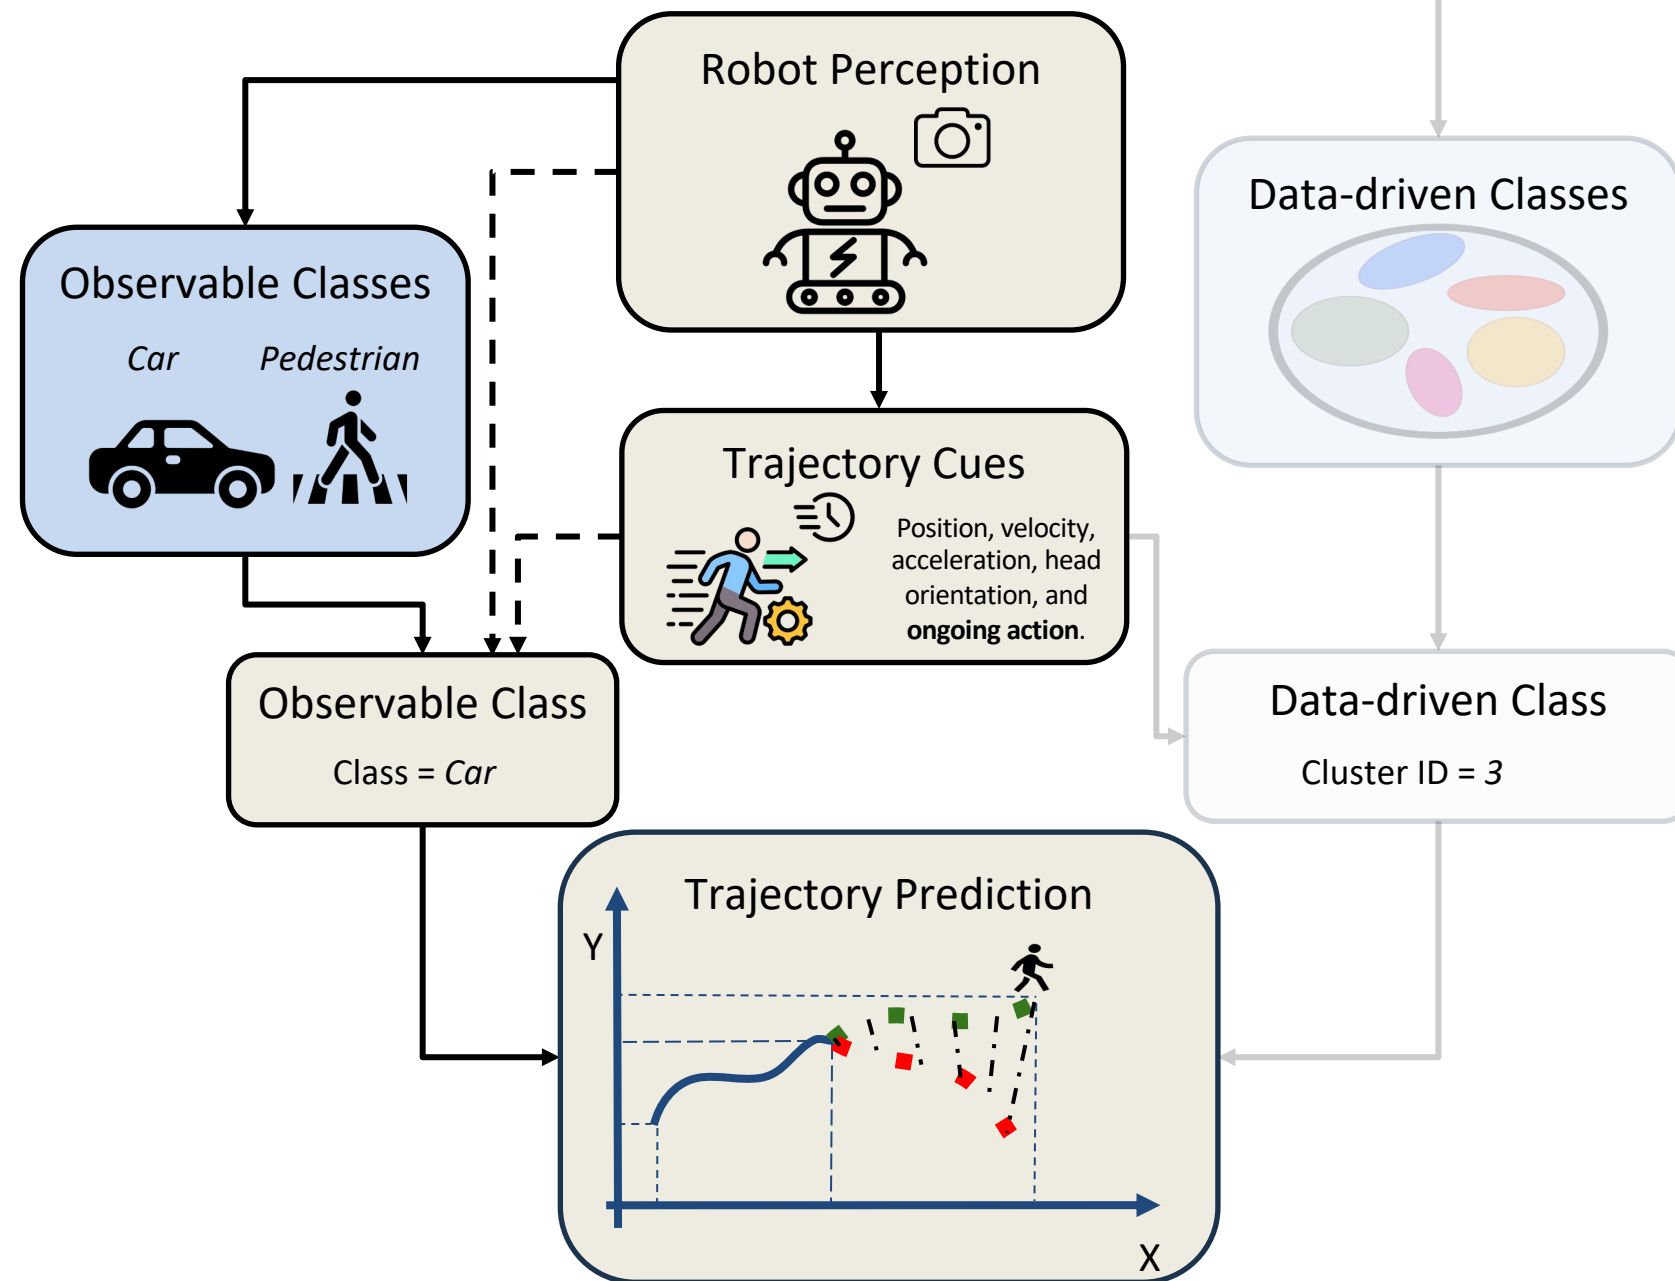 Robot Perception
Data-driven Classes
Observable Classes
Car Pedestrian
Trajectory Cues
Position, velocity,
acceleration, head
orientation, and
ongoing action.
Observable Class
Class = Car
Data-driven Class
Cluster ID = 3
Trajectory Prediction
Y
X